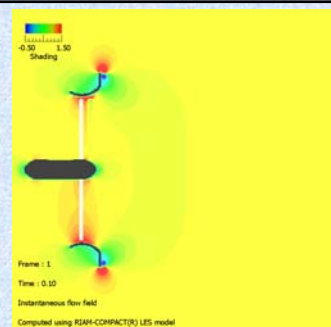 -0.50 1.50
Shading
Frame : 1
Time : 0.10
Instantaneous flow field
Computed using RIAM-COMPACT(R) LES model